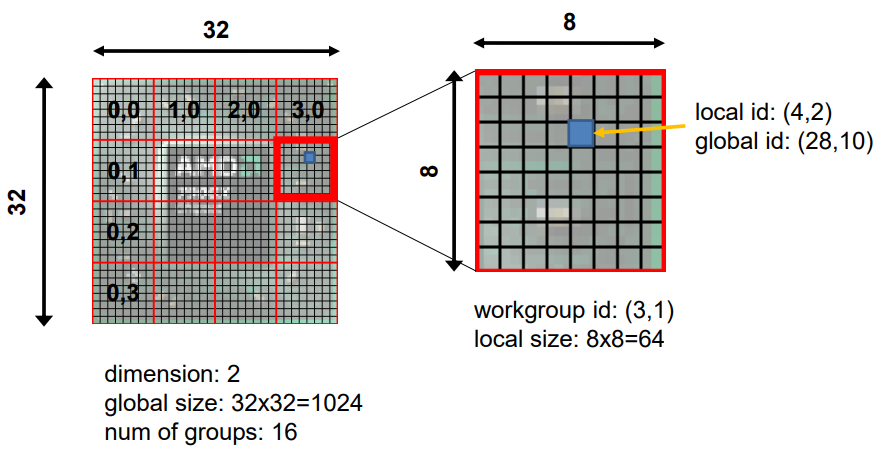 32
8
0,0 1,0 2,0 3,0
local id: (4,2)
global id: (28,10)
AMD
0,1
32
8
0,2
0,3
workgroup id: (3,1)
local size: 8x8=64
dimension: 2
global size: 32x32=1024
num of groups: 16